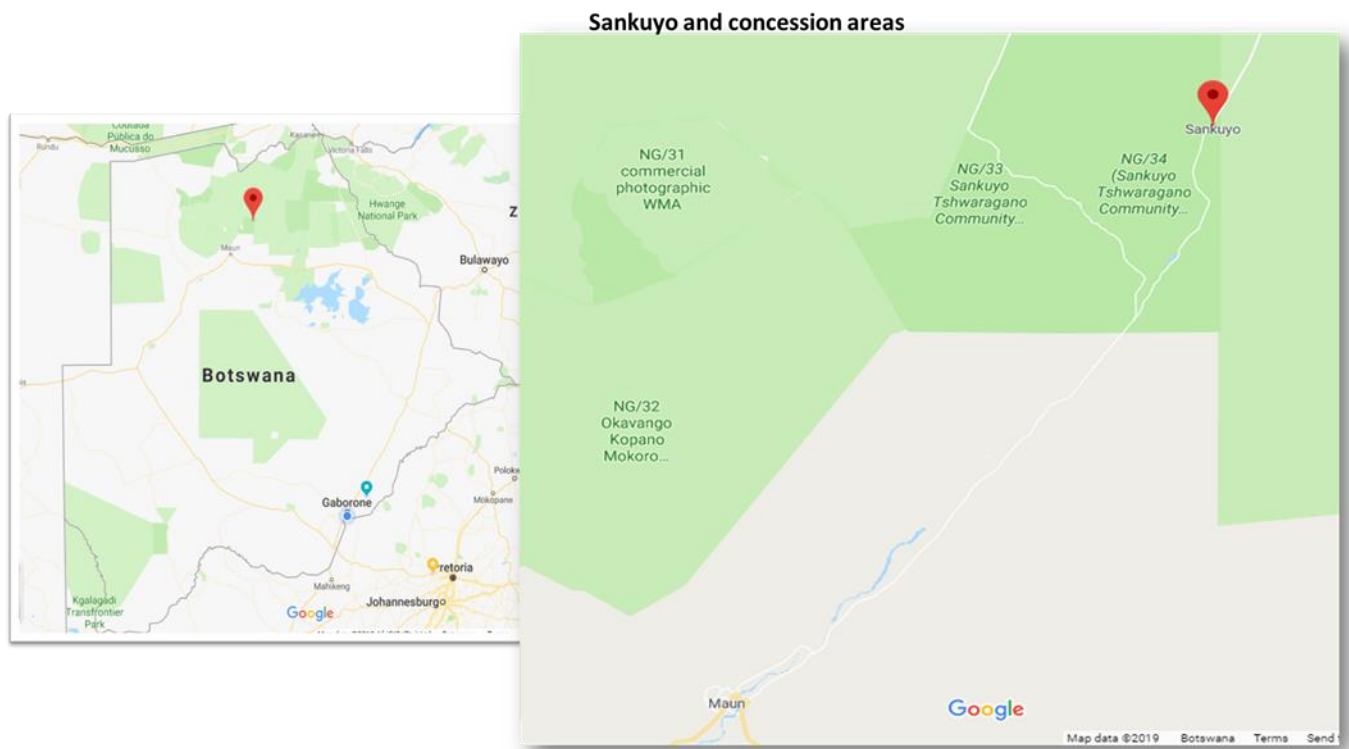 Sankuyo and concession areas
Coutada
Pública do
Mucusso
Rundu
Kasane
Victoria Falls
Hwange
National Park
Z
Maun
Bulawayo
Botswana
Polokw
Mokopane
Gaborone
Mahikeng
retoria
Johannesburg
Kgalagadi
Transfrontier
Park
Google
NG/31
commercial
photographic
WMA
NG/33
Sankuyo
Tshwaragano
Community...
NG/34
(Sankuyo
Tshwaragano
Community...
Sankuyo
NG/32
Okavango
Kopano
Mokoro...
Maun
Google
Map data ©2019 Botswana Terms Send